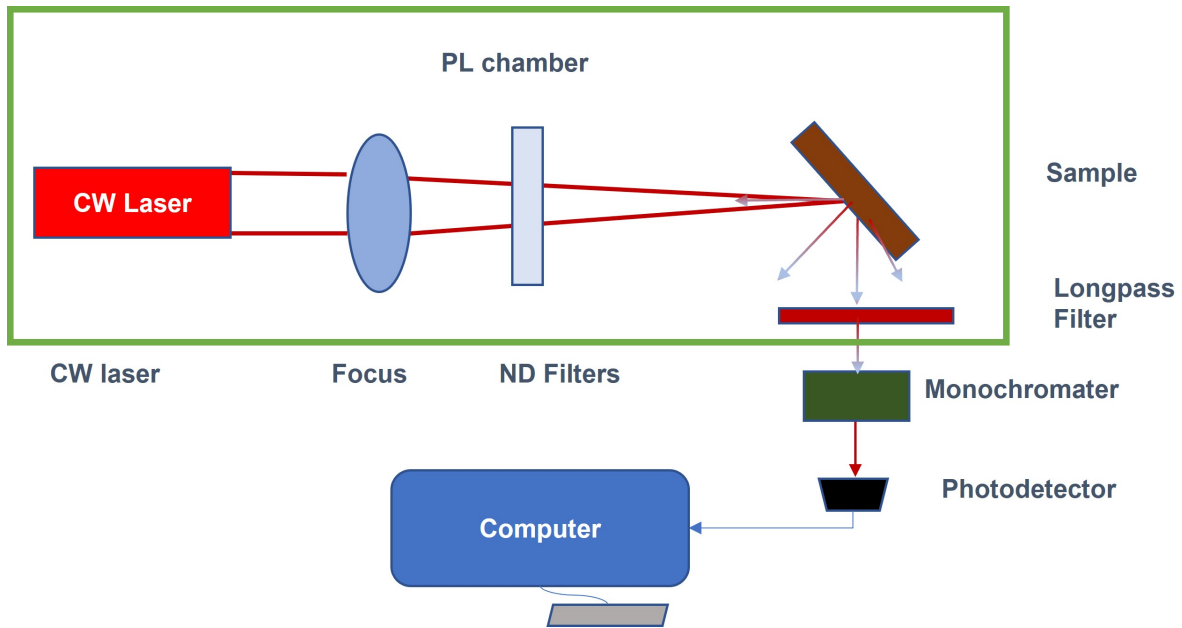 PL chamber
CW Laser
Sample
Longpass
Filter
CW laser
Focus
ND Filters
Monochromater
Photodetector
Computer